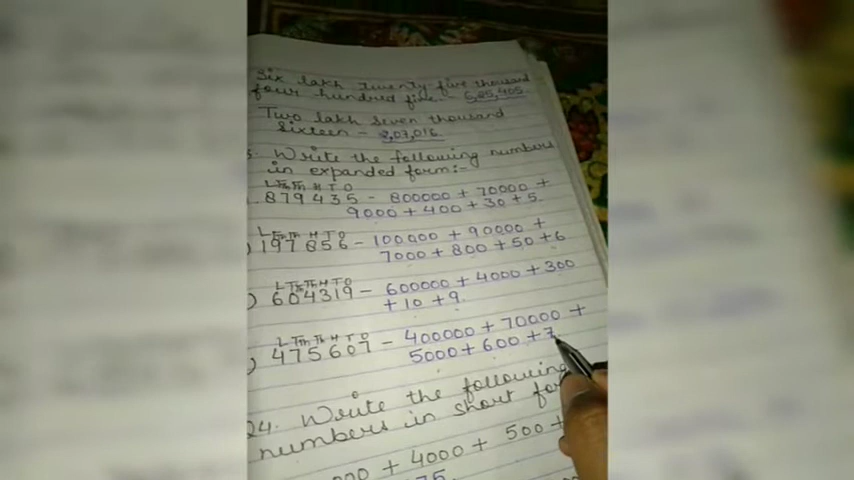 Six lakh twenty five thousand
four hundred five - 6,25,405
Two lakh seven thousand
sixteen - 2,07,016
3. Write the following numbers
in expanded form:-
L TTh Th H T O
879435 - 800000 + 70000 +
9000 + 400 + 30 + 5.
L TTh Th H T O
) 197856 - 100000 + 90000 +
7000 + 800 + 50 + 6
L TTh Th H T O
) 604319 - 600000 + 4000 + 300
+ 10 + 9.
L TTh Th H T O
) 475607 - 400000 + 70000 +
5000 + 600 + 7.
24. Write the following
numbers in short
000 + 4000 + 500 +
75.